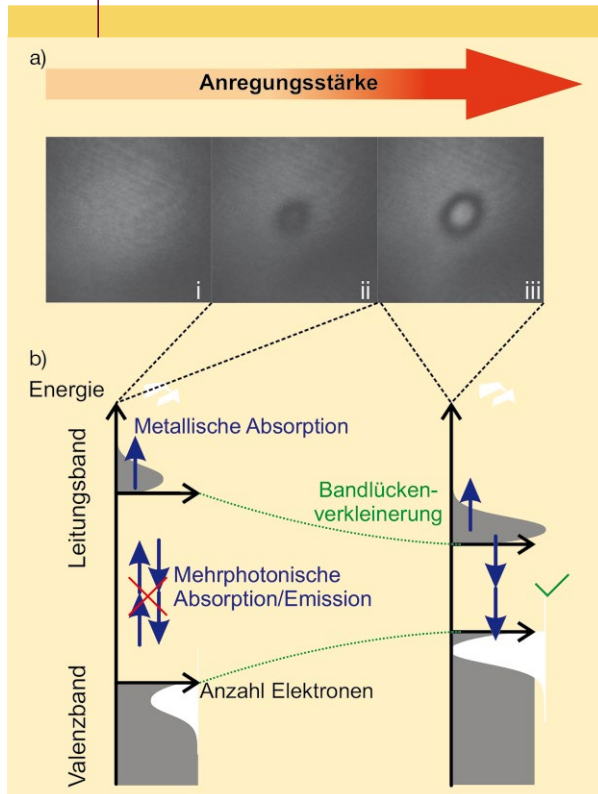 a)
Anregungsstärke
i
ii
iii
b)
Energie
Leitungsband
Metallische Absorption
Bandlücken-
verkleinerung
Mehrphotonische
Absorption/Emission
Valenzband
Anzahl Elektronen